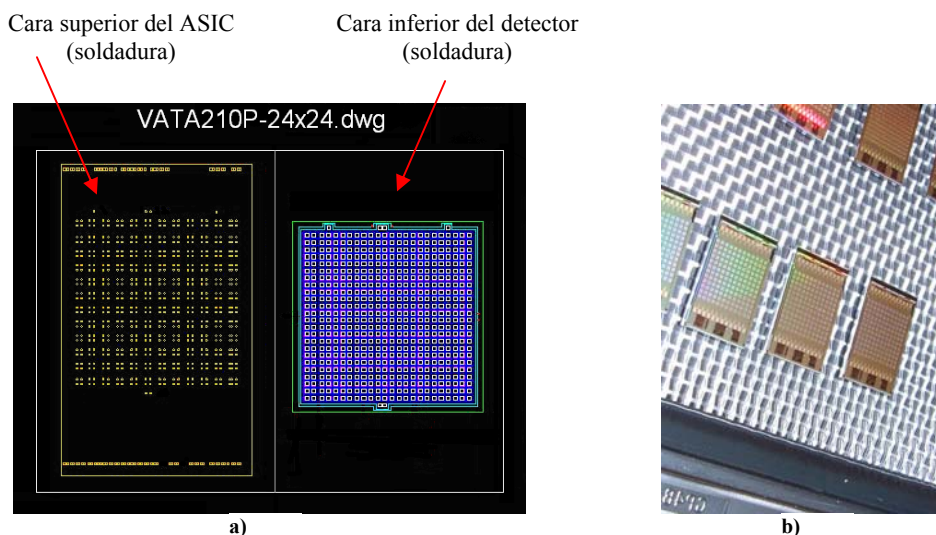 Cara superior del ASIC
(soldadura)
Cara inferior del detector
(soldadura)
VATA210P-24x24.dwg
a)
b)